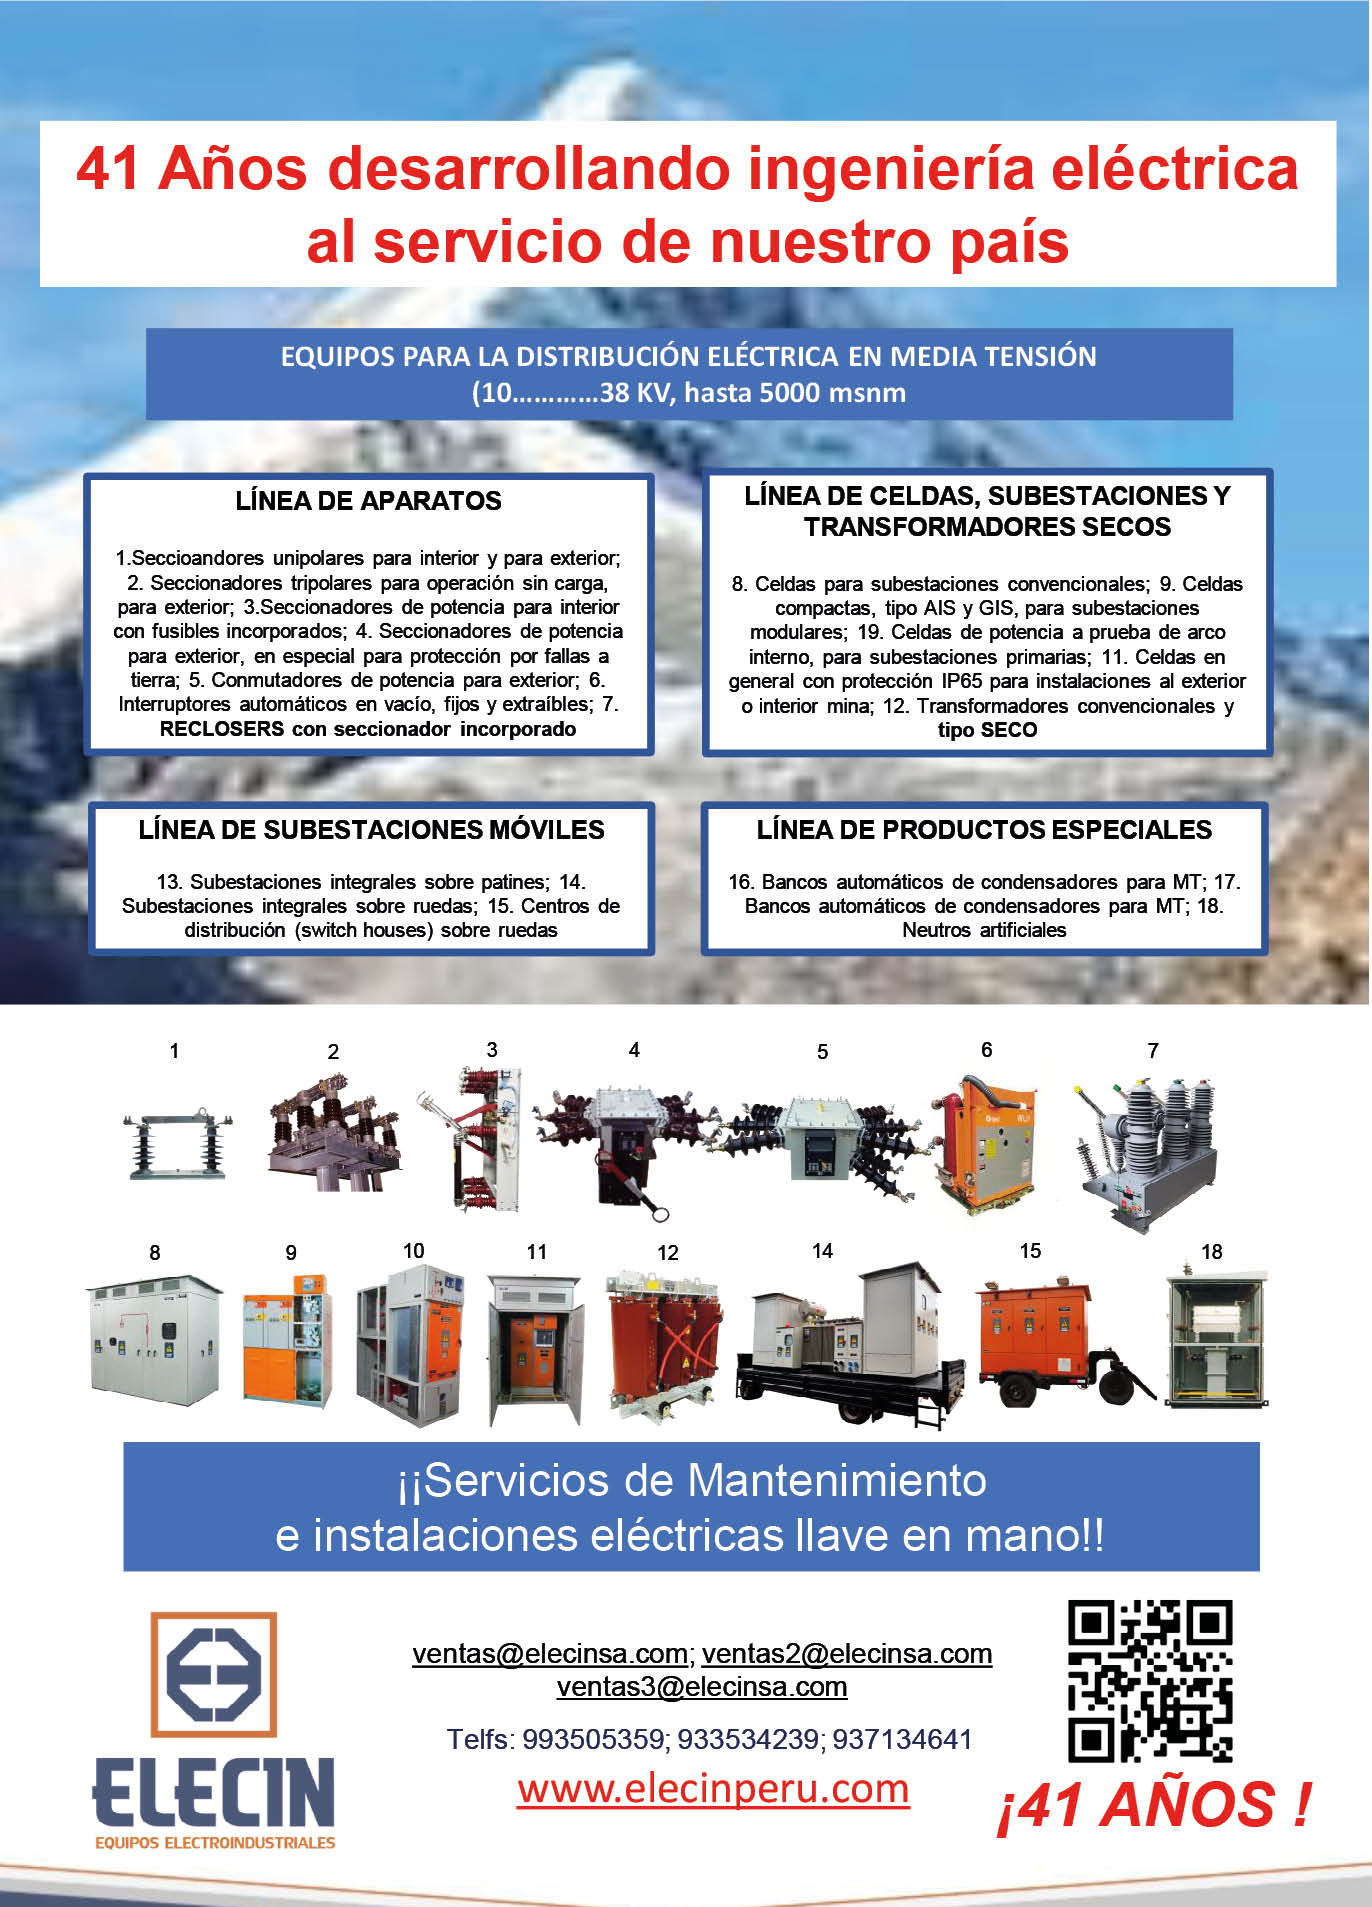 41 Años desarrollando ingeniería eléctrica
al servicio de nuestro país
EQUIPOS PARA LA DISTRIBUCIÓN ELÉCTRICA EN MEDIA TENSIÓN
(10............38 KV, hasta 5000 msnm
LÍNEA DE APARATOS
1.Seccioandores unipolares para interior y para exterior;
2. Seccionadores tripolares para operación sin carga,
para exterior; 3.Seccionadores de potencia para interior
con fusibles incorporados; 4. Seccionadores de potencia
para exterior, en especial para protección por fallas a
tierra; 5. Conmutadores de potencia para exterior; 6.
Interruptores automáticos en vacío, fijos y extraíbles; 7.
RECLOSERS con seccionador incorporado
LÍNEA DE CELDAS, SUBESTACIONES Y
TRANSFORMADORES SECOS
8. Celdas para subestaciones convencionales; 9. Celdas
compactas, tipo AIS y GIS, para subestaciones
modulares; 19. Celdas de potencia a prueba de arco
interno, para subestaciones primarias; 11. Celdas en
general con protección IP65 para instalaciones al exterior
o interior mina; 12. Transformadores convencionales y
tipo SECO
LÍNEA DE SUBESTACIONES MÓVILES
13. Subestaciones integrales sobre patines; 14.
Subestaciones integrales sobre ruedas; 15. Centros de
distribución (switch houses) sobre ruedas
LÍNEA DE PRODUCTOS ESPECIALES
16. Bancos automáticos de condensadores para MT; 17.
Bancos automáticos de condensadores para MT; 18.
Neutros artificiales
1 2 3 4 5 6 7
8 9 10 11 12 14 15 18
¡¡Servicios de Mantenimiento
e instalaciones eléctricas llave en mano!!
ventas@elecinsa.com; ventas2@elecinsa.com
ventas3@elecinsa.com
Telfs: 993505359; 933534239; 937134641
www.elecinperu.com
ELECIN
EQUIPOS ELECTROINDUSTRIALES
¡41 AÑOS !